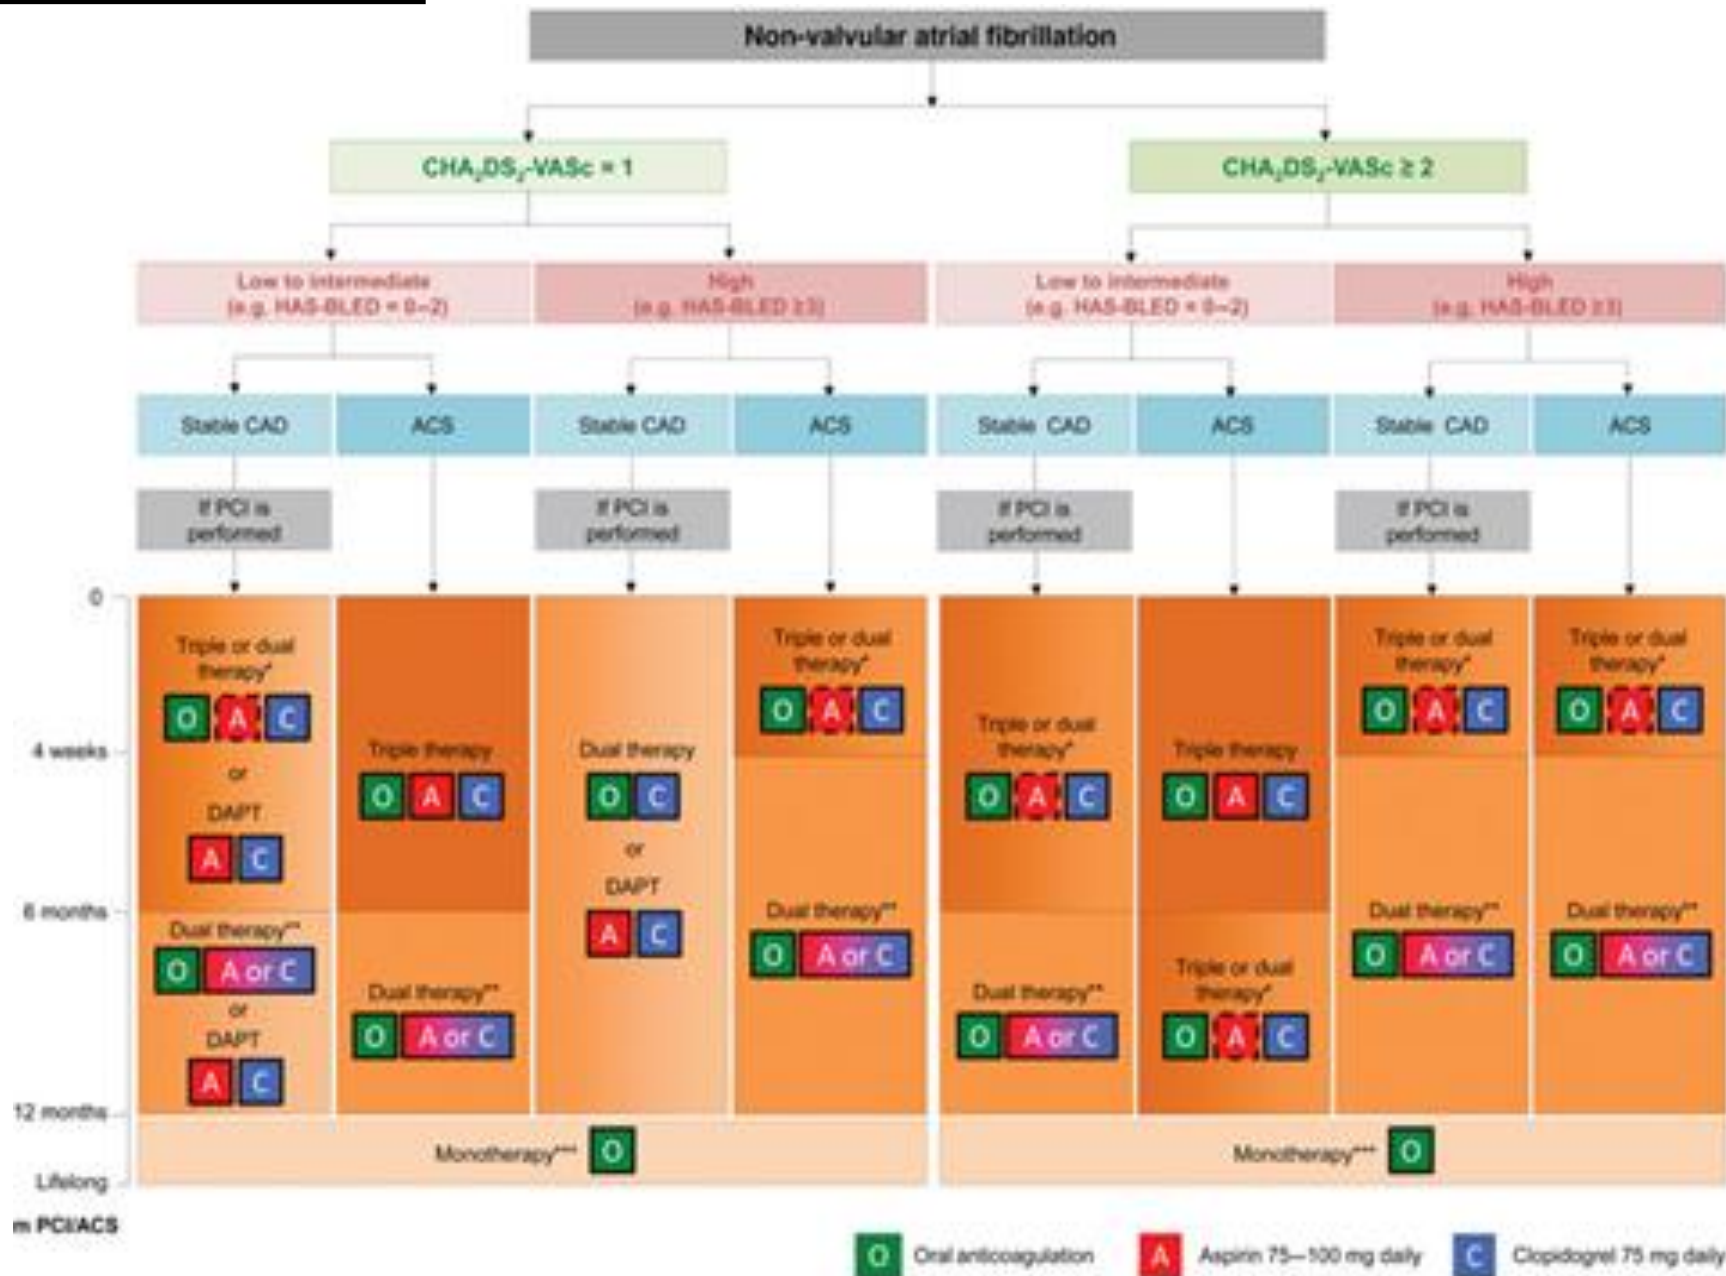 Non-valvular atrial fibrillation
CHA₂DS₂-VASc = 1
CHA₂DS₂-VASc ≥ 2
Low to intermediate
(e.g. HAS-BLED = 0–2)
High
(e.g. HAS-BLED ≥3)
Low to intermediate
(e.g. HAS-BLED = 0–2)
High
(e.g. HAS-BLED ≥3)
Stable CAD
ACS
Stable CAD
ACS
Stable CAD
ACS
Stable CAD
ACS
If PCI is
performed
If PCI is
performed
If PCI is
performed
If PCI is
performed
0
4 weeks
6 months
12 months
Lifelong
m PCI/ACS
Triple or dual
therapy*
O A C
or
DAPT
A C
Dual therapy**
O A or C
or
DAPT
A C
Triple therapy
O A C
Dual therapy**
O A or C
Dual therapy
O C
or
DAPT
A C
Triple or dual
therapy*
O A C
Dual therapy**
O A or C
Triple or dual
therapy*
O A C
Dual therapy**
O A or C
Triple therapy
O A C
Triple or dual
therapy*
O A C
Triple or dual
therapy*
O A C
Dual therapy**
O A or C
Triple or dual
therapy*
O A C
Dual therapy**
O A or C
Monotherapy*** O
Monotherapy*** O
O Oral anticoagulation
A Aspirin 75–100 mg daily
C Clopidogrel 75 mg daily